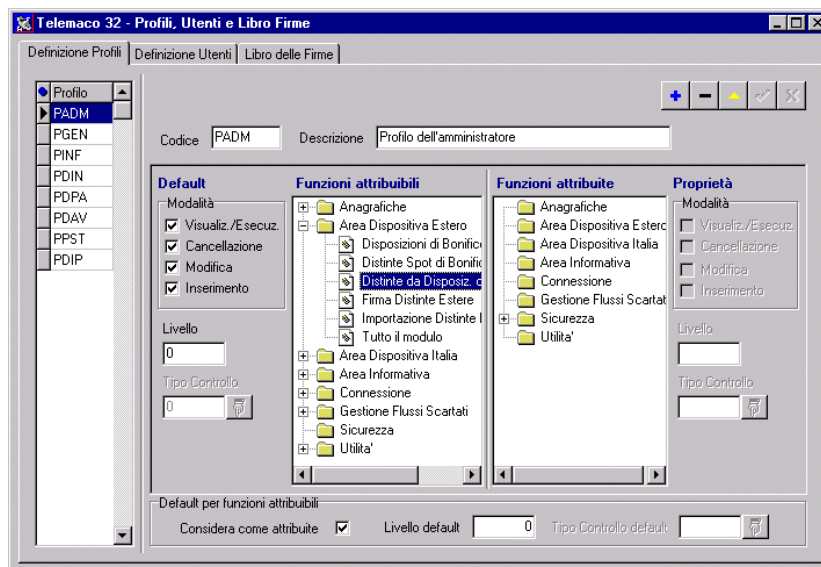 Telemaco 32 - Profili, Utenti e Libro Firme
Definizione Profili
Definizione Utenti
Libro delle Firme
Profilo
PADM
PGEN
PINF
PDIN
PDPA
PDAV
PPST
PDIP
Codice
PADM
Descrizione
Profilo dell'amministratore
Default
Modalità
Visualiz./Esecuz.
Cancellazione
Modifica
Inserimento
Livello
0
Tipo Controllo
0
Funzioni attribuibili
Anagrafiche
Area Dispositiva Estero
Disposizioni di Bonific
Distinte Spot di Bonific
Distinte da Disposiz.
Firma Distinte Estere
Importazione Distinte
Tutto il modulo
Area Dispositiva Italia
Area Informativa
Connessione
Gestione Flussi Scartati
Sicurezza
Utilita'
Funzioni attribuite
Anagrafiche
Area Dispositiva Esterc
Area Dispositiva Italia
Area Informativa
Connessione
Gestione Flussi Scartat
Sicurezza
Utilita'
Proprietà
Modalità
Visualiz./Esecuz.
Cancellazione
Modifica
Inserimento
Livello
Tipo Controllo
Default per funzioni attribuibili
Considera come attribuite
Livello default
0
Tipo Controllo default